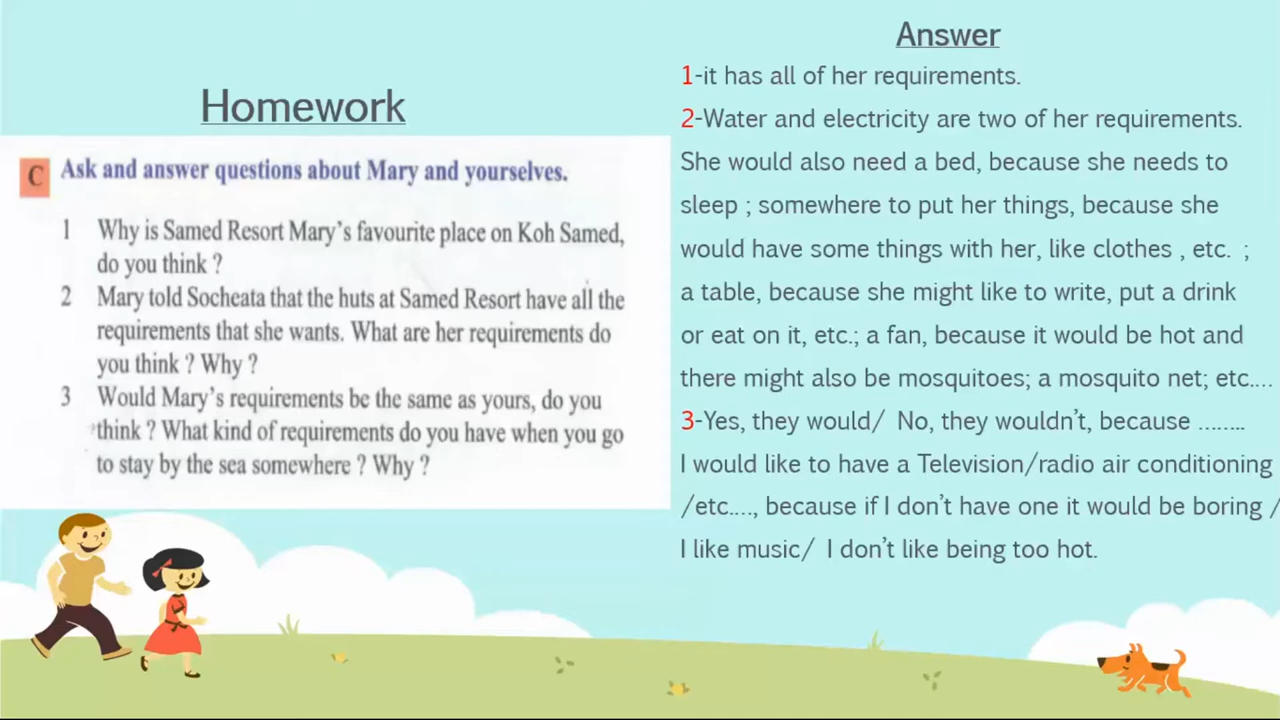 Homework
C Ask and answer questions about Mary and yourselves.
1 Why is Samed Resort Mary's favourite place on Koh Samed,
do you think ?
2 Mary told Socheata that the huts at Samed Resort have all the
requirements that she wants. What are her requirements do
you think ? Why ?
3 Would Mary's requirements be the same as yours, do you
think ? What kind of requirements do you have when you go
to stay by the sea somewhere ? Why ?
Answer
1-it has all of her requirements.
2-Water and electricity are two of her requirements.
She would also need a bed, because she needs to
sleep ; somewhere to put her things, because she
would have some things with her, like clothes , etc. ;
a table, because she might like to write, put a drink
or eat on it, etc.; a fan, because it would be hot and
there might also be mosquitoes; a mosquito net; etc....
3-Yes, they would/ No, they wouldn't, because ........
I would like to have a Television/radio air conditioning
/etc...., because if I don't have one it would be boring /
I like music/ I don't like being too hot.